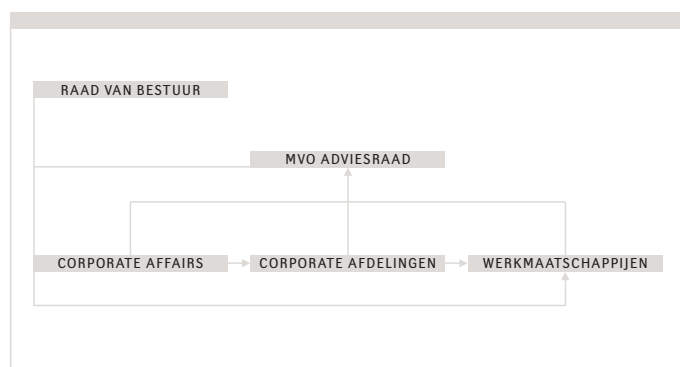 RAAD VAN BESTUUR
MVO ADVIESRAAD
CORPORATE AFFAIRS
CORPORATE AFDELINGEN
WERKMAATSCHAPPIJEN